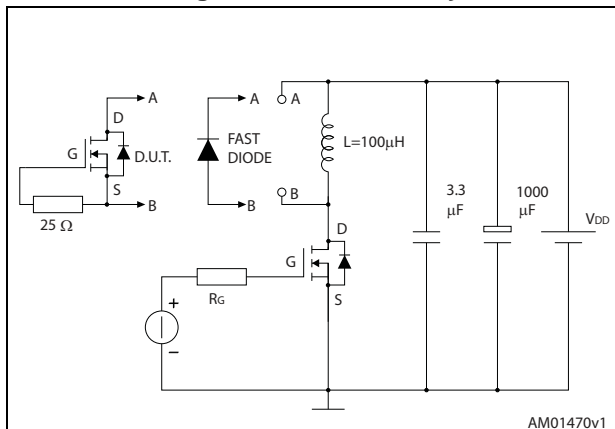 A
D
G
D.U.T.
S
B
25 Ω
A
FAST
DIODE
B
A
B
L=100μH
D
G
S
RG
+
–
3.3
μF
1000
μF
VDD
AM01470v1